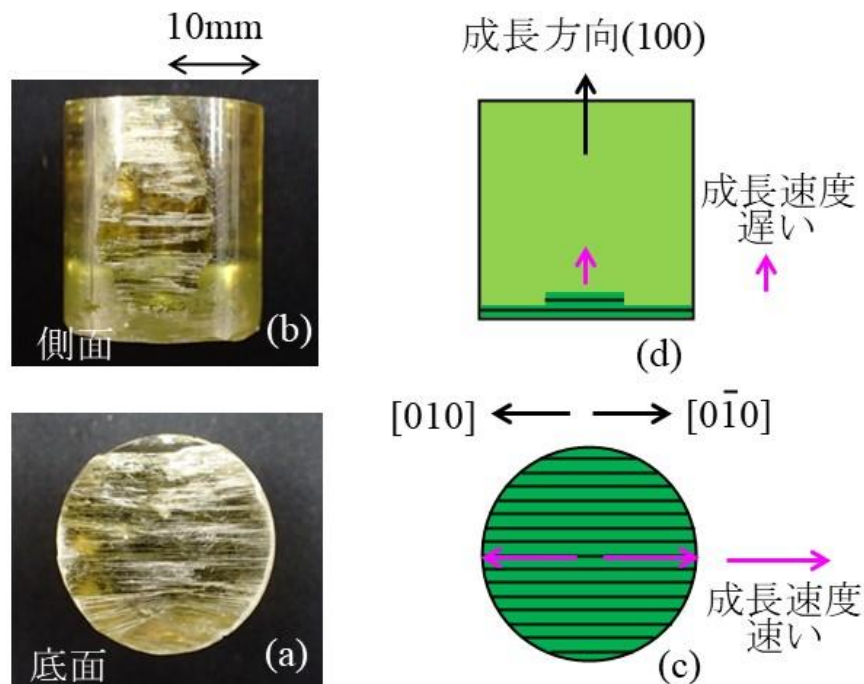 10mm
側面
(b)
底面
(a)
成長方向(100)
成長速度
遅い
(d)
[010]
[01̄0]
成長速度
速い
(c)